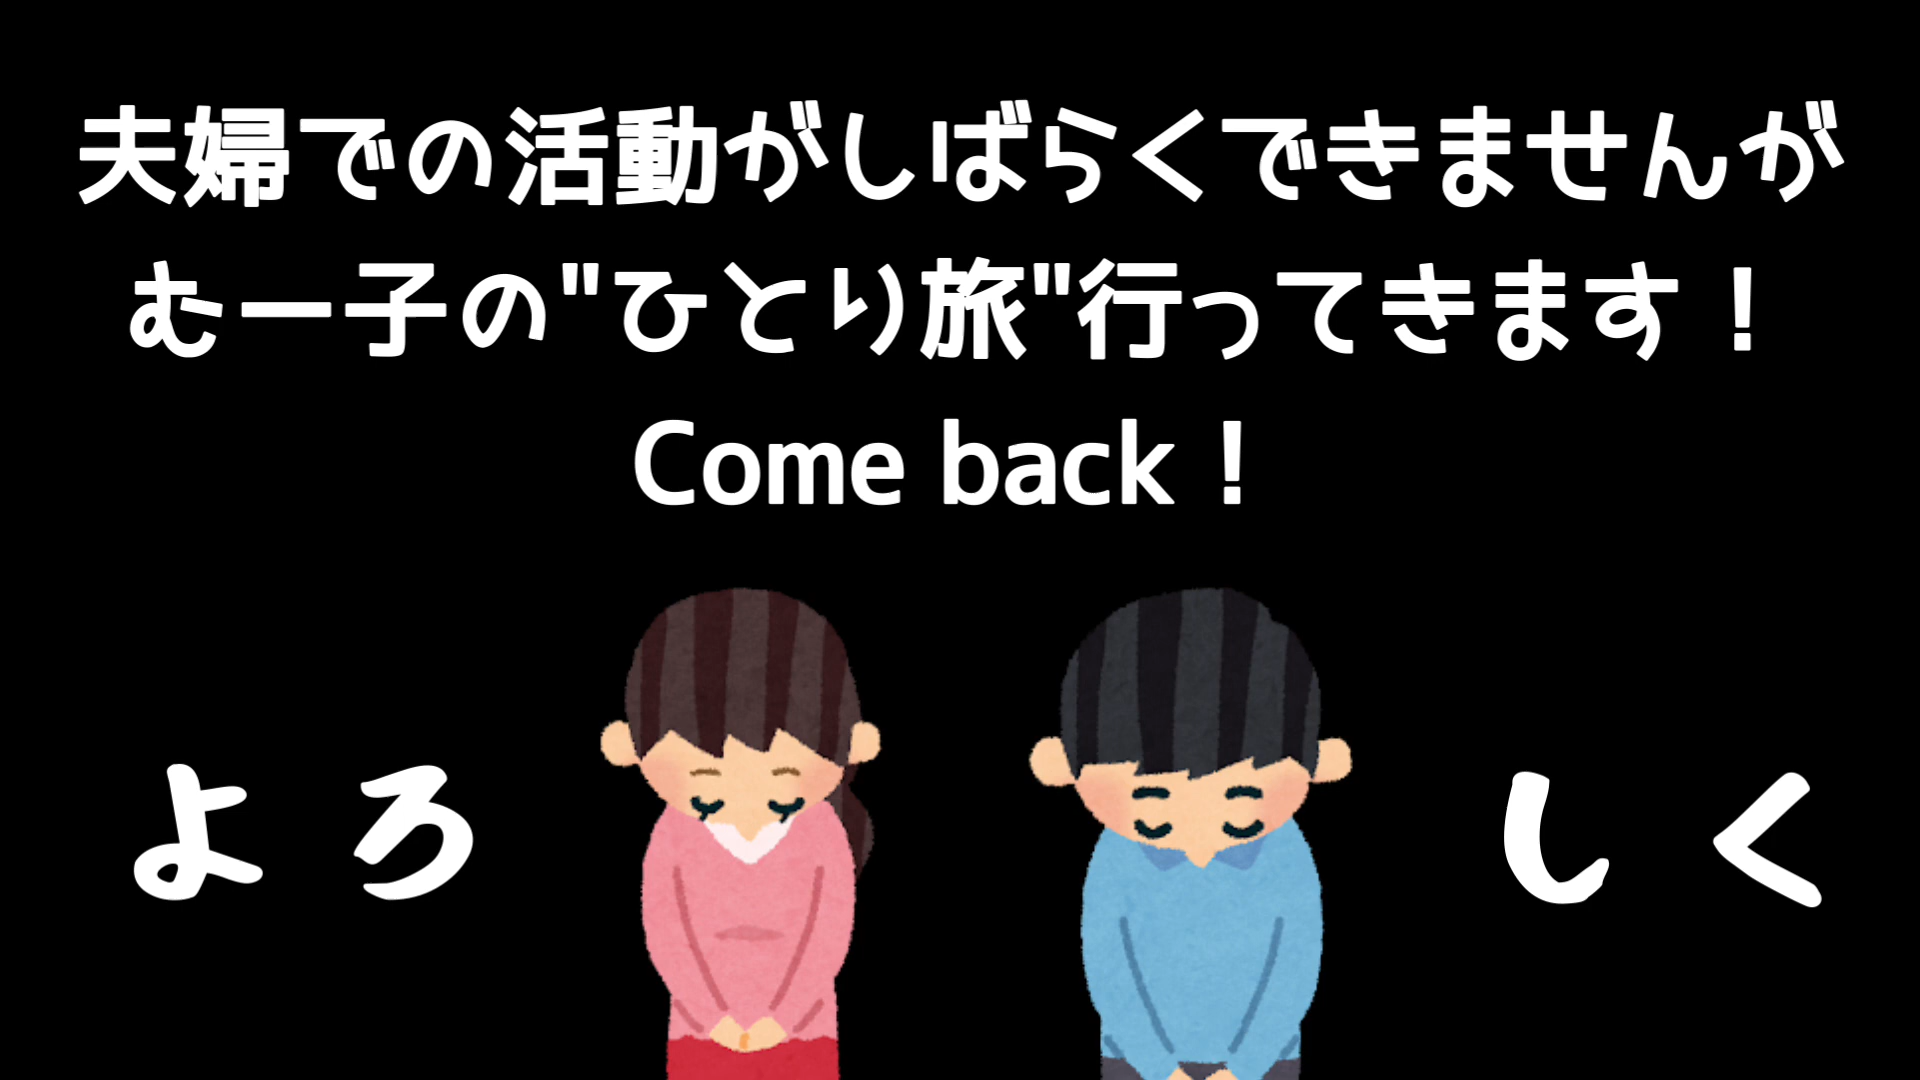 夫婦での活動がしばらくできませんが
むー子の"ひとり旅"行ってきます！
Come back！
よろしく